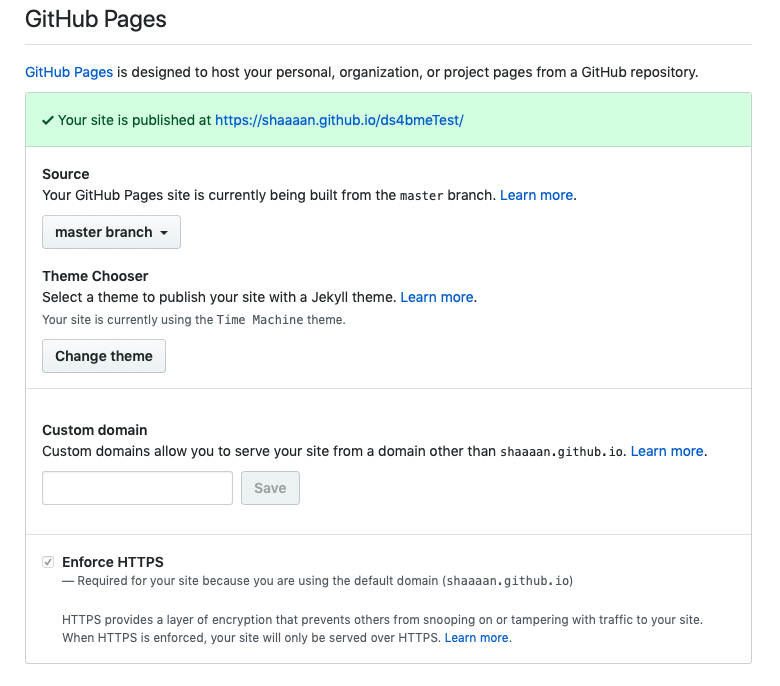 GitHub Pages
GitHub Pages is designed to host your personal, organization, or project pages from a GitHub repository.
✔ Your site is published at https://shaaaan.github.io/ds4bmeTest/
Source
Your GitHub Pages site is currently being built from the master branch. Learn more.
master branch
Theme Chooser
Select a theme to publish your site with a Jekyll theme. Learn more.
Your site is currently using the Time Machine theme.
Change theme
Custom domain
Custom domains allow you to serve your site from a domain other than shaaaan.github.io. Learn more.
Save
Enforce HTTPS
— Required for your site because you are using the default domain (shaaaan.github.io)
HTTPS provides a layer of encryption that prevents others from snooping on or tampering with traffic to your site.
When HTTPS is enforced, your site will only be served over HTTPS. Learn more.